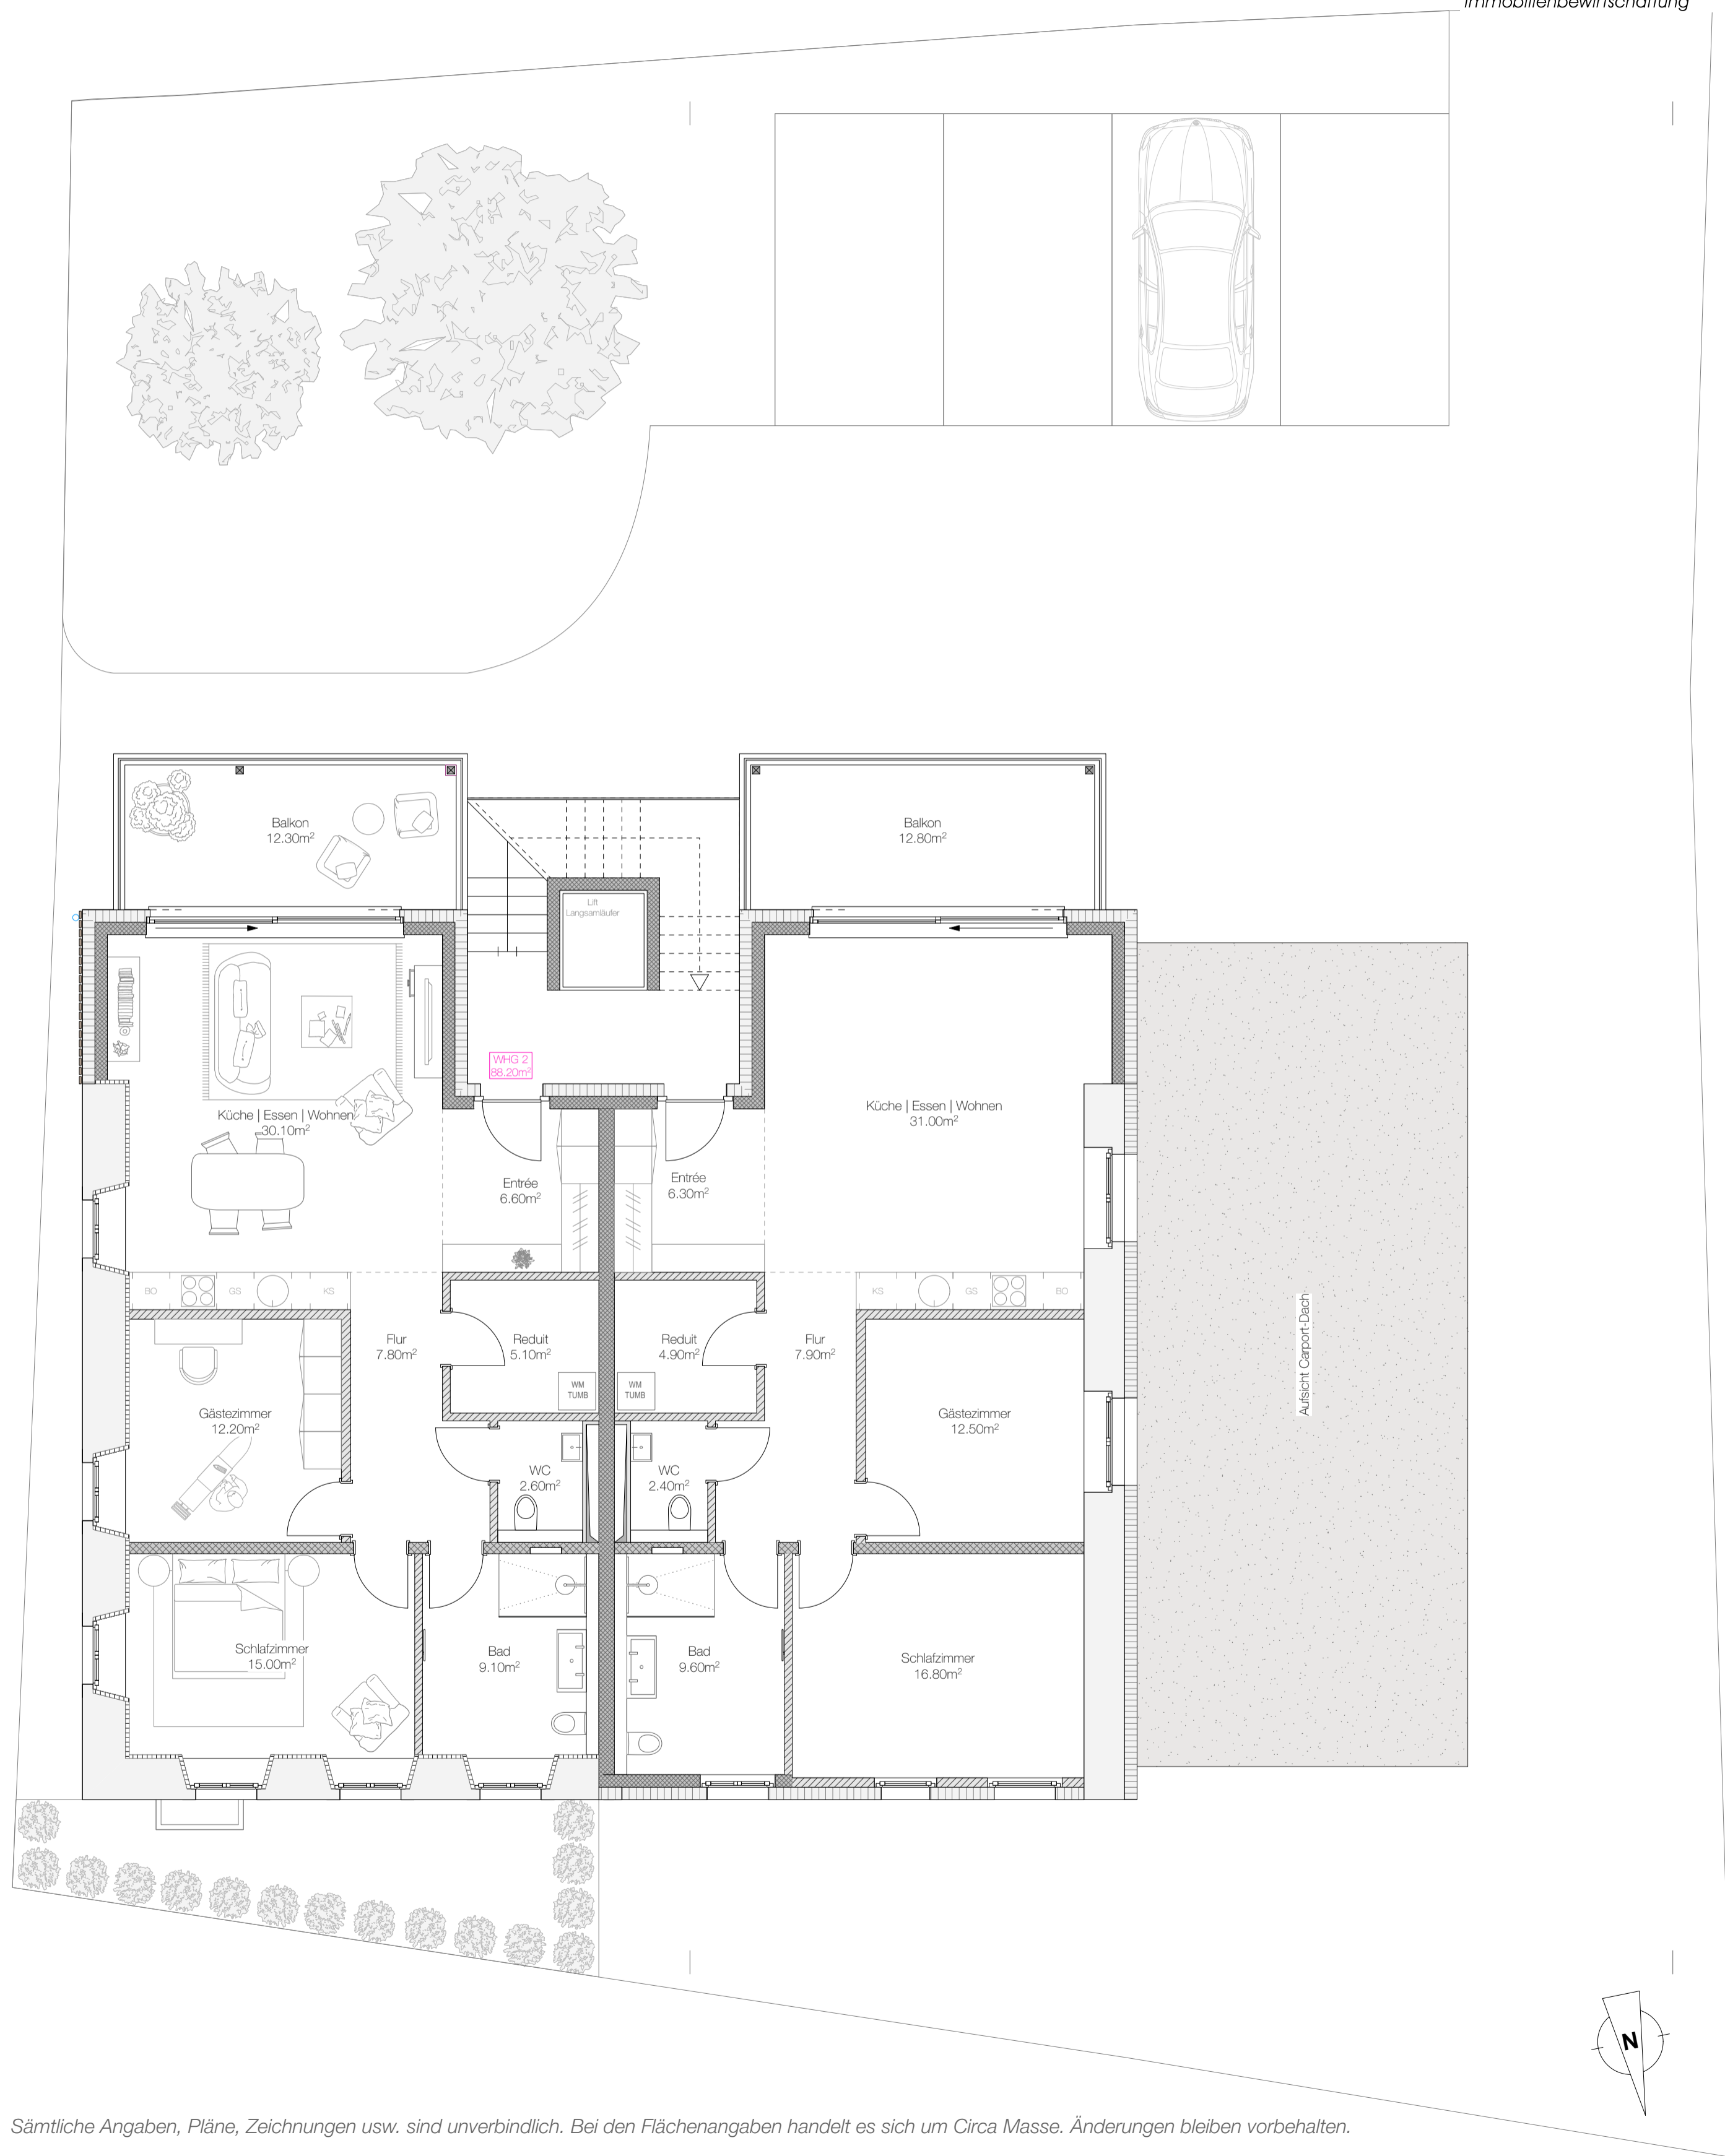 Immobilienbewirtschaftung
Balkon
12.30m²
Balkon
12.80m²
Lift
Langsamläufer
WHG.2
88.20m²
Küche | Essen | Wohnen
30.10m²
Küche | Essen | Wohnen
31.00m²
Entrée
6.60m²
Entrée
6.30m²
BO
GS
KS
KS
GS
BO
Flur
7.80m²
Reduit
5.10m²
Reduit
4.90m²
Flur
7.90m²
WM
TUMB
WM
TUMB
Aufsicht Carport-Dach
Gästezimmer
12.20m²
Gästezimmer
12.50m²
WC
2.60m²
WC
2.40m²
Schlafzimmer
15.00m²
Bad
9.10m²
Bad
9.60m²
Schlafzimmer
16.80m²
N
Sämtliche Angaben, Pläne, Zeichnungen usw. sind unverbindlich. Bei den Flächenangaben handelt es sich um Circa Masse. Änderungen bleiben vorbehalten.